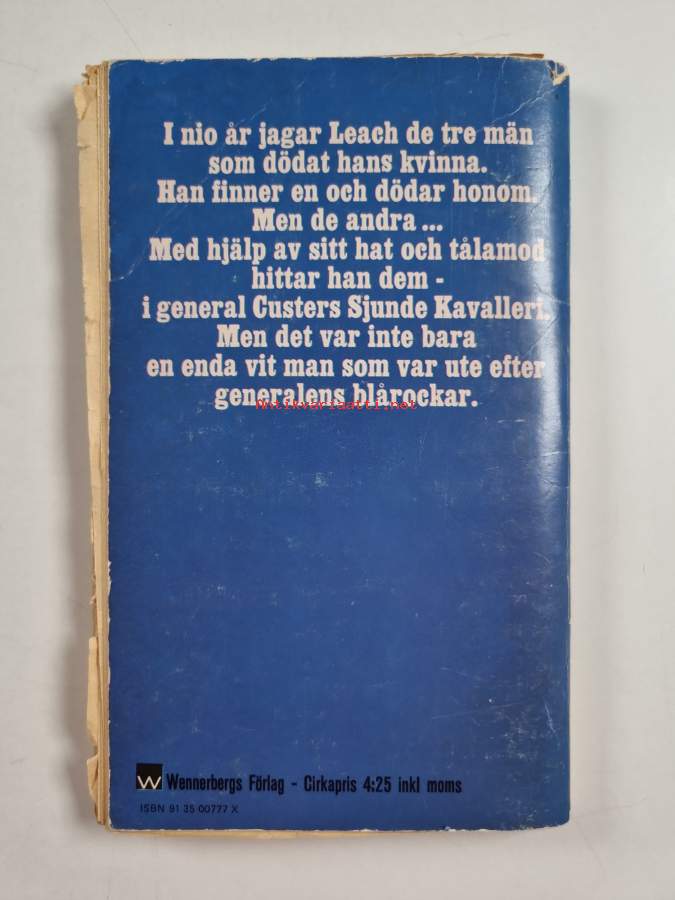 I nio år jagar Leach de tre män
som dödat hans kvinna.
Han finner en och dödar honom.
Men de andra ...
Med hjälp av sitt hat och tålamod
hittar han dem -
i general Custers Sjunde Kavalleri.
Men det var inte bara
en enda vit man som var ute efter
generalens blårockar.
Antikvariaatti.net
W Wennerbergs Förlag - Cirkapris 4:25 inkl moms
ISBN 91 35 00777 X